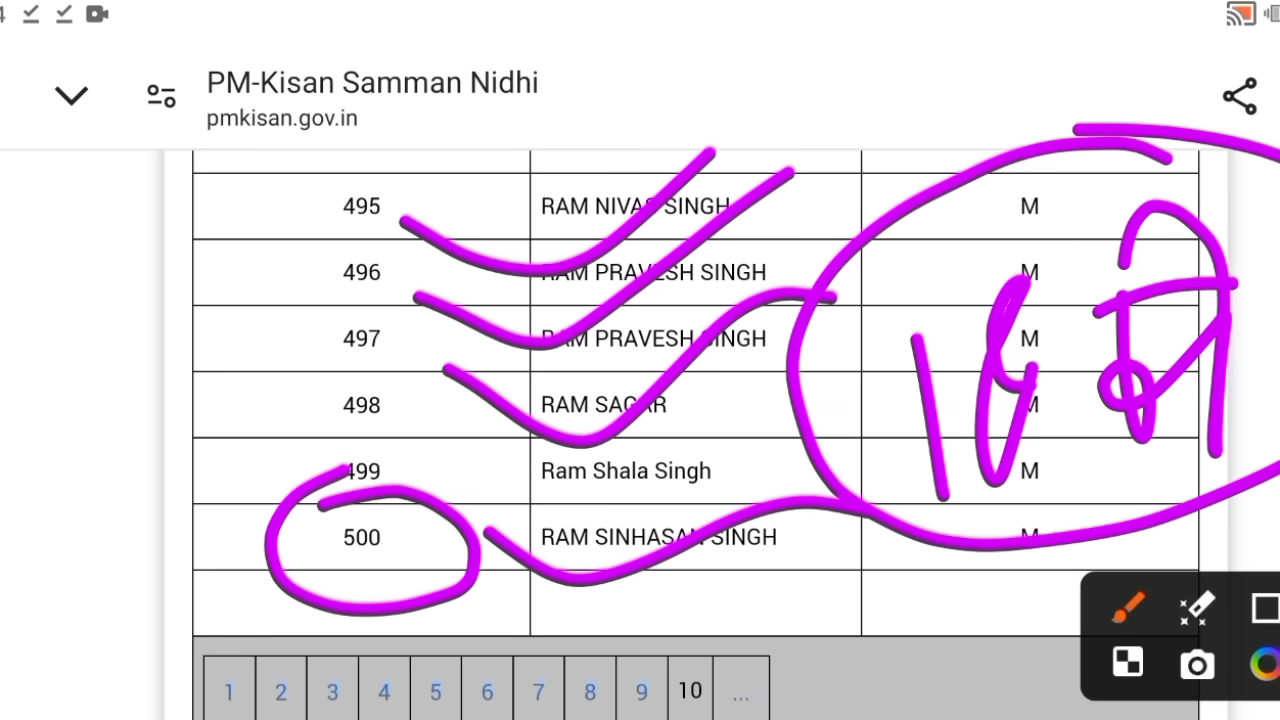 4
PM-Kisan Samman Nidhi
pmkisan.gov.in
495 RAM NIVAS SINGH M
496 RAM PRAVESH SINGH M
497 RAM PRAVESH SINGH M
498 RAM SAGAR M
499 Ram Shala Singh M
500 RAM SINHASAN SINGH M
1 2 3 4 5 6 7 8 9 10 ...